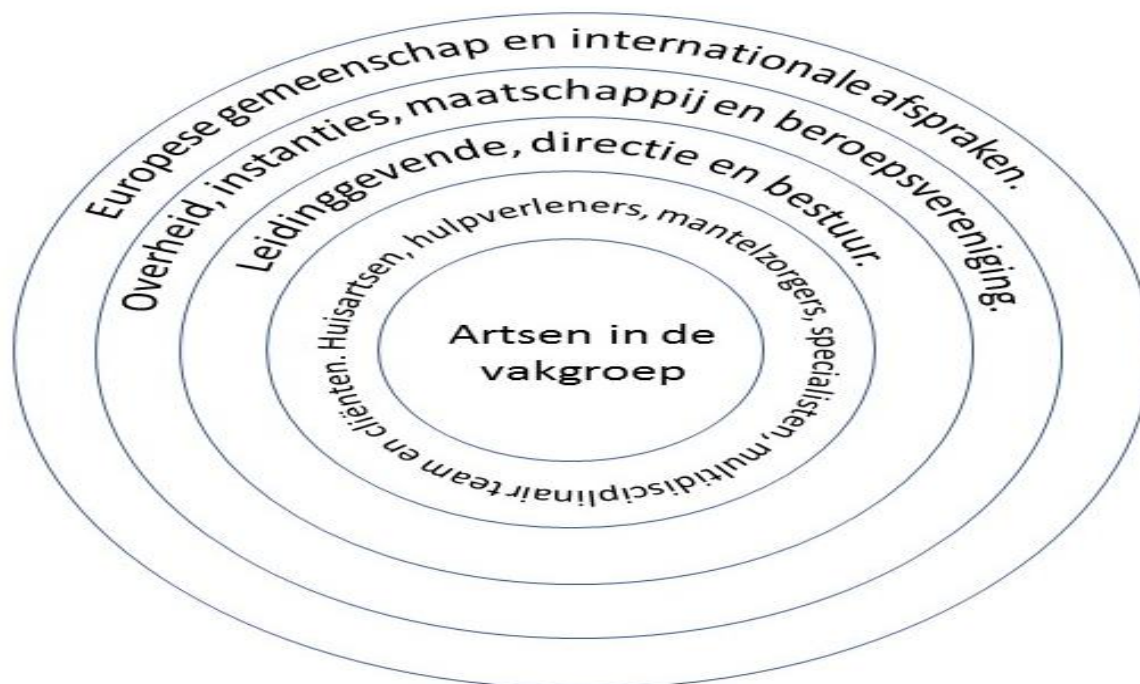 Europese gemeenschap en internationale afspraken.
Overheid, instanties, maatschappij en beroepsvereniging.
Leidinggevende, directie en bestuur.
Huisartsen, hulpverleners, mantelzorgers, specialisten, multidisciplinair team en cliënten.
Artsen in de
vakgroep